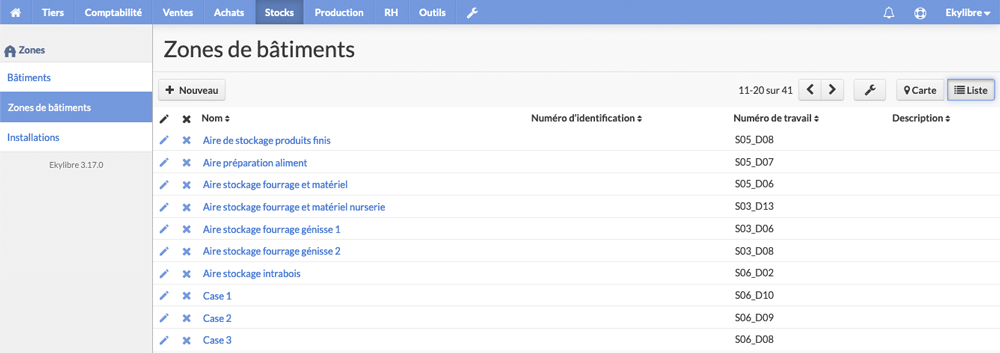 Tiers Comptabilité Ventes Achats Stocks Production RH Outils Ekylibre
Zones
Bâtiments
Zones de bâtiments
Installations
Ekylibre 3.17.0
Zones de bâtiments
Nouveau 11-20 sur 41 Carte Liste
Nom Numéro d'identification Numéro de travail Description
Aire de stockage produits finis S05_D08
Aire préparation aliment S05_D07
Aire stockage fourrage et matériel S05_D06
Aire stockage fourrage et matériel nurserie S03_D13
Aire stockage fourrage génisse 1 S03_D06
Aire stockage fourrage génisse 2 S03_D08
Aire stockage intrabois S06_D02
Case 1 S06_D10
Case 2 S06_D09
Case 3 S06_D08